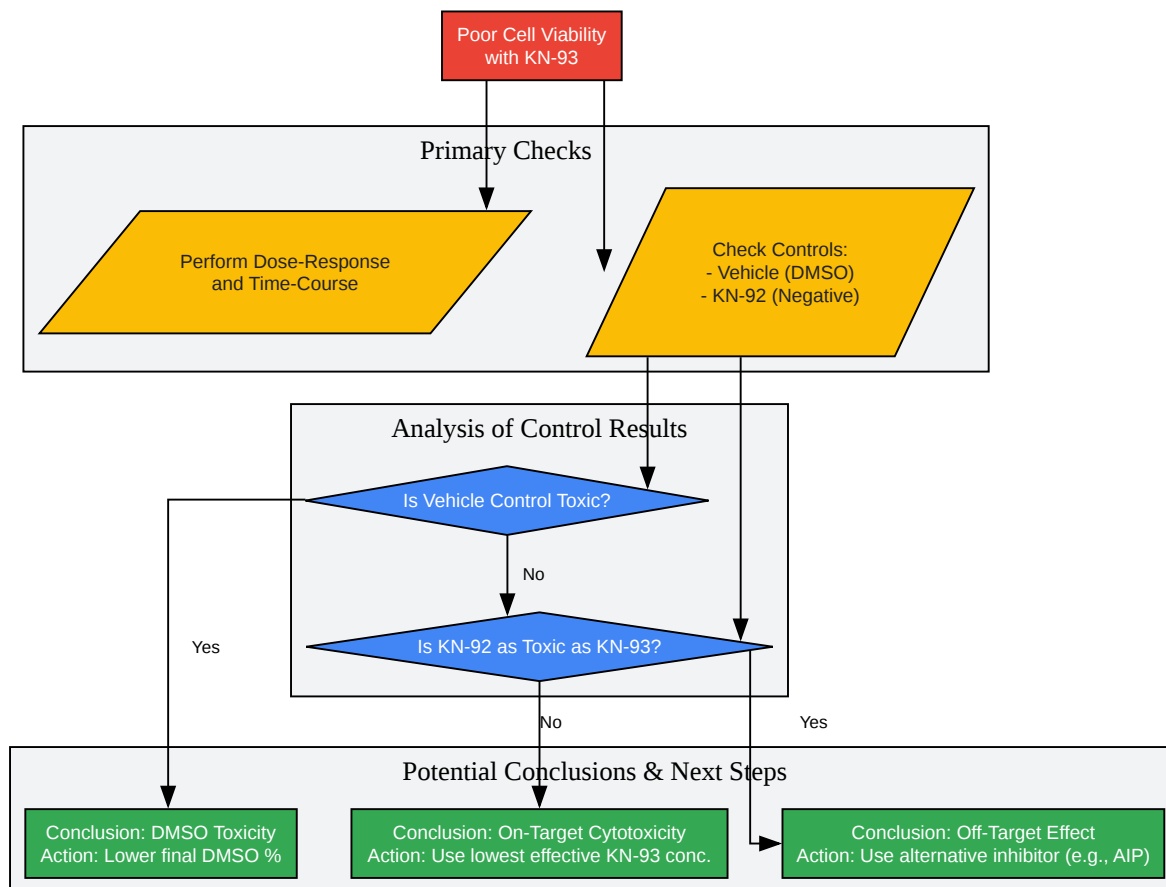 Poor Cell Viability
with KN-93
Primary Checks
Perform Dose-Response
and Time-Course
Check Controls:
- Vehicle (DMSO)
- KN-92 (Negative)
Analysis of Control Results
Is Vehicle Control Toxic?
No
Is KN-92 as Toxic as KN-93?
Yes
No
Yes
Potential Conclusions & Next Steps
Conclusion: DMSO Toxicity
Action: Lower final DMSO %
Conclusion: On-Target Cytotoxicity
Action: Use lowest effective KN-93 conc.
Conclusion: Off-Target Effect
Action: Use alternative inhibitor (e.g., AIP)